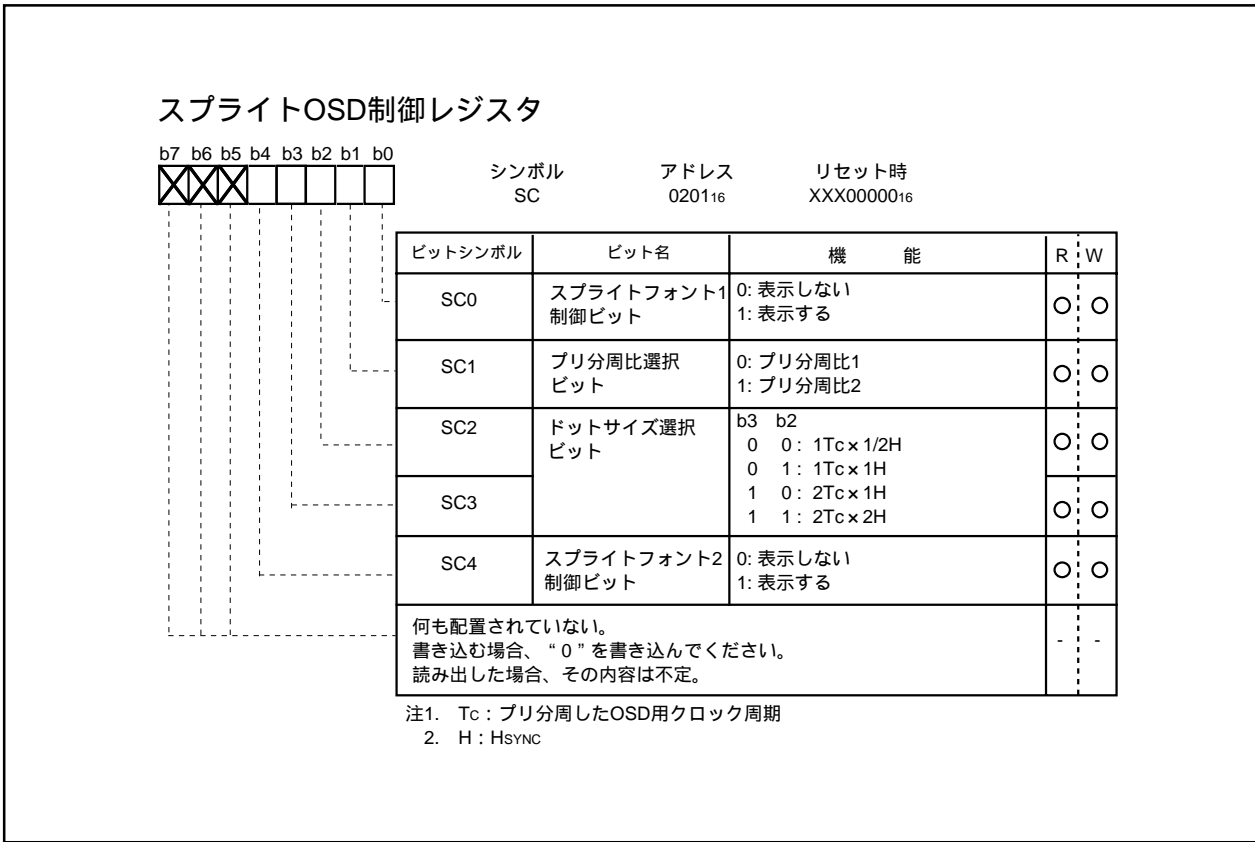 スプライトOSD制御レジスタ
b7 b6 b5 b4 b3 b2 b1 b0
シンボル アドレス リセット時
SC 020116 XXX0000016
ビットシンボル ビット名 機 能 R W
SC0 スプライトフォント1 0: 表示しない
制御ビット 1: 表示する
SC1 プリ分周比選択 0: プリ分周比1
ビット 1: プリ分周比2
SC2 ドットサイズ選択 b3 b2
ビット 0 0 : 1Tc×1/2H
0 1 : 1Tc×1H
SC3 1 0 : 2Tc×1H
1 1 : 2Tc×2H
SC4 スプライトフォント2 0: 表示しない
制御ビット 1: 表示する
何も配置されていない。
書き込む場合、“0”を書き込んでください。 - -
読み出した場合、その内容は不定。
注1. Tc:プリ分周したOSD用クロック周期
2. H:HSYNC